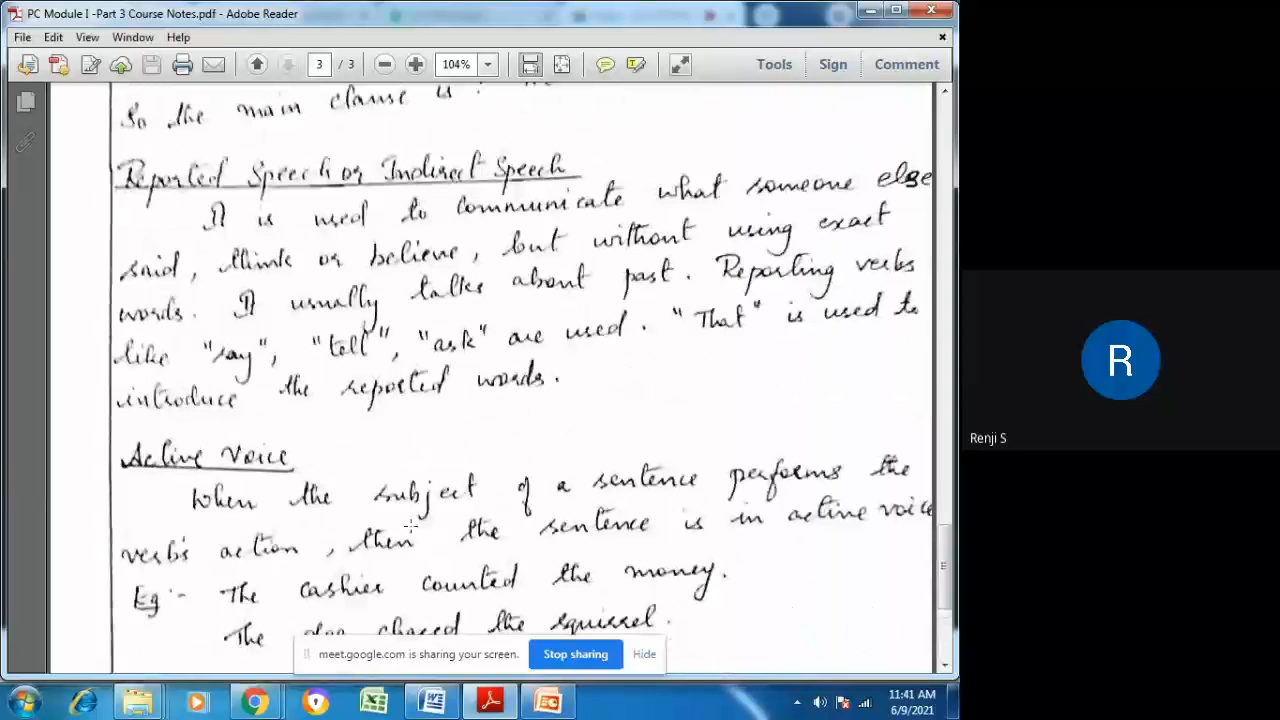 PC Module I -Part 3 Course Notes.pdf - Adobe Reader
File Edit View Window Help
3 / 3 104% Tools Sign Comment
So the main clause is :
Reported Speech or Indirect Speech
It is used to communicate what someone else
said, think or believe, but without using exact
words. It usually talks about past. Reporting verbs
like "say", "tell", "ask" are used. "That" is used to
introduce the reported words.
Active Voice
When the subject of a sentence performs the
verb's action, then the sentence is in active voice
Eg :- The cashier counted the money.
The dog chased the squirrel.
meet.google.com is sharing your screen. Stop sharing Hide
R
Renji S
11:41 AM
6/9/2021